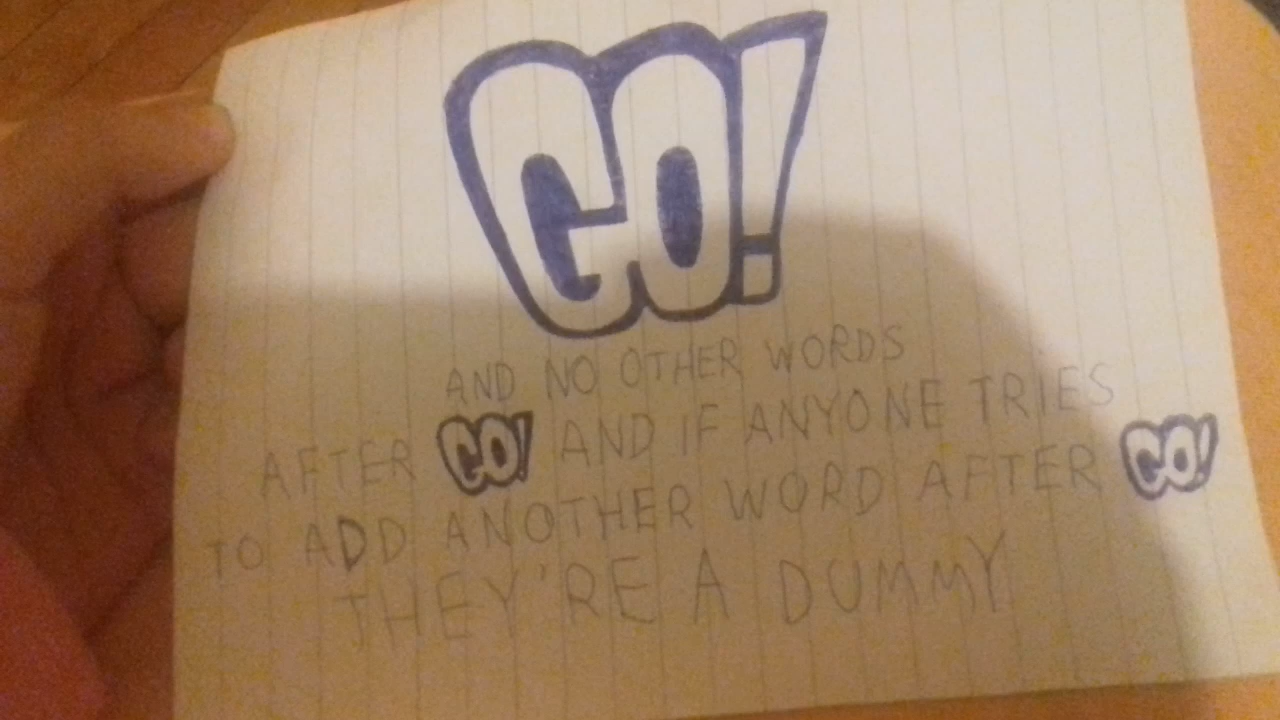 GO!
AND NO OTHER WORDS
AFTER GO! AND IF ANYONE TRIES
TO ADD ANOTHER WORD AFTER GO!
THEY'RE A DUMMY